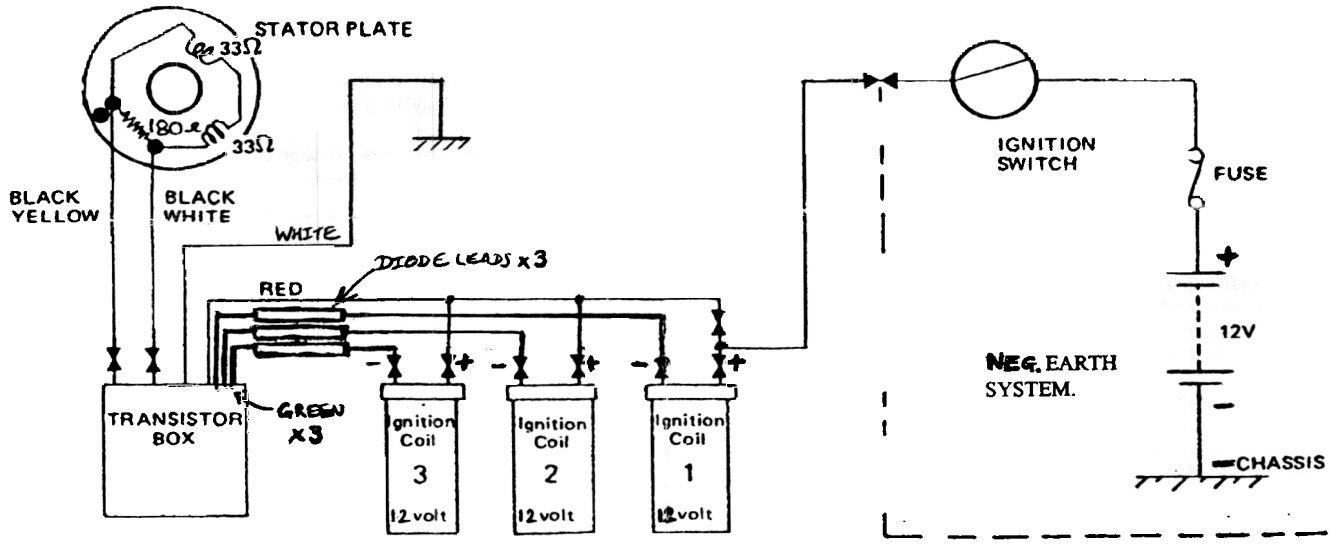 STATOR PLATE
33Ω
180Ω
33Ω
BLACK
YELLOW
BLACK
WHITE
WHITE
DIODE LEADS x3
RED
GREEN
x3
TRANSISTOR
BOX
- +
- +
- +
Ignition
Coil
3
12 volt
Ignition
Coil
2
12 volt
Ignition
Coil
1
12 volt
IGNITION
SWITCH
FUSE
+
12V
NEG. EARTH
SYSTEM.
-
- CHASSIS